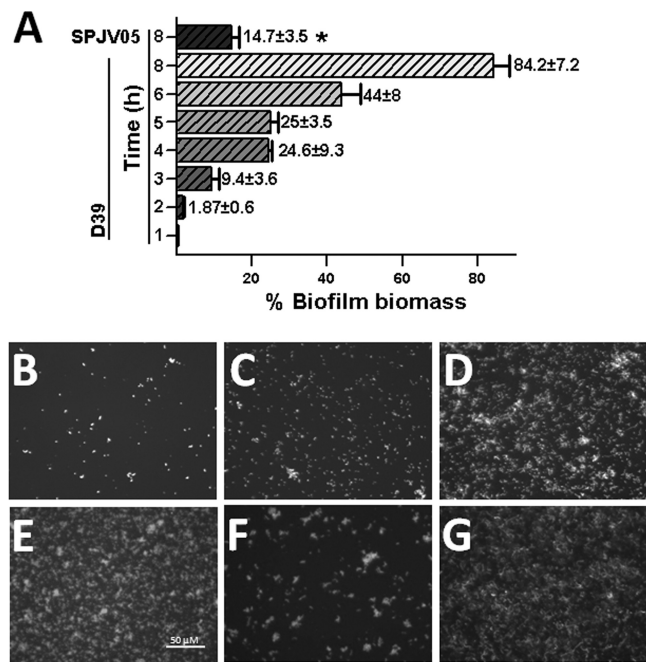 A
SPJV05 8 14.7±3.5 *
8 84.2±7.2
6 44±8
5 25±3.5
4 24.6±9.3
3 9.4±3.6
2 1.87±0.6
1
Time (h)
D39
20 40 60 80
% Biofilm biomass
B C D
E F G
50 µM